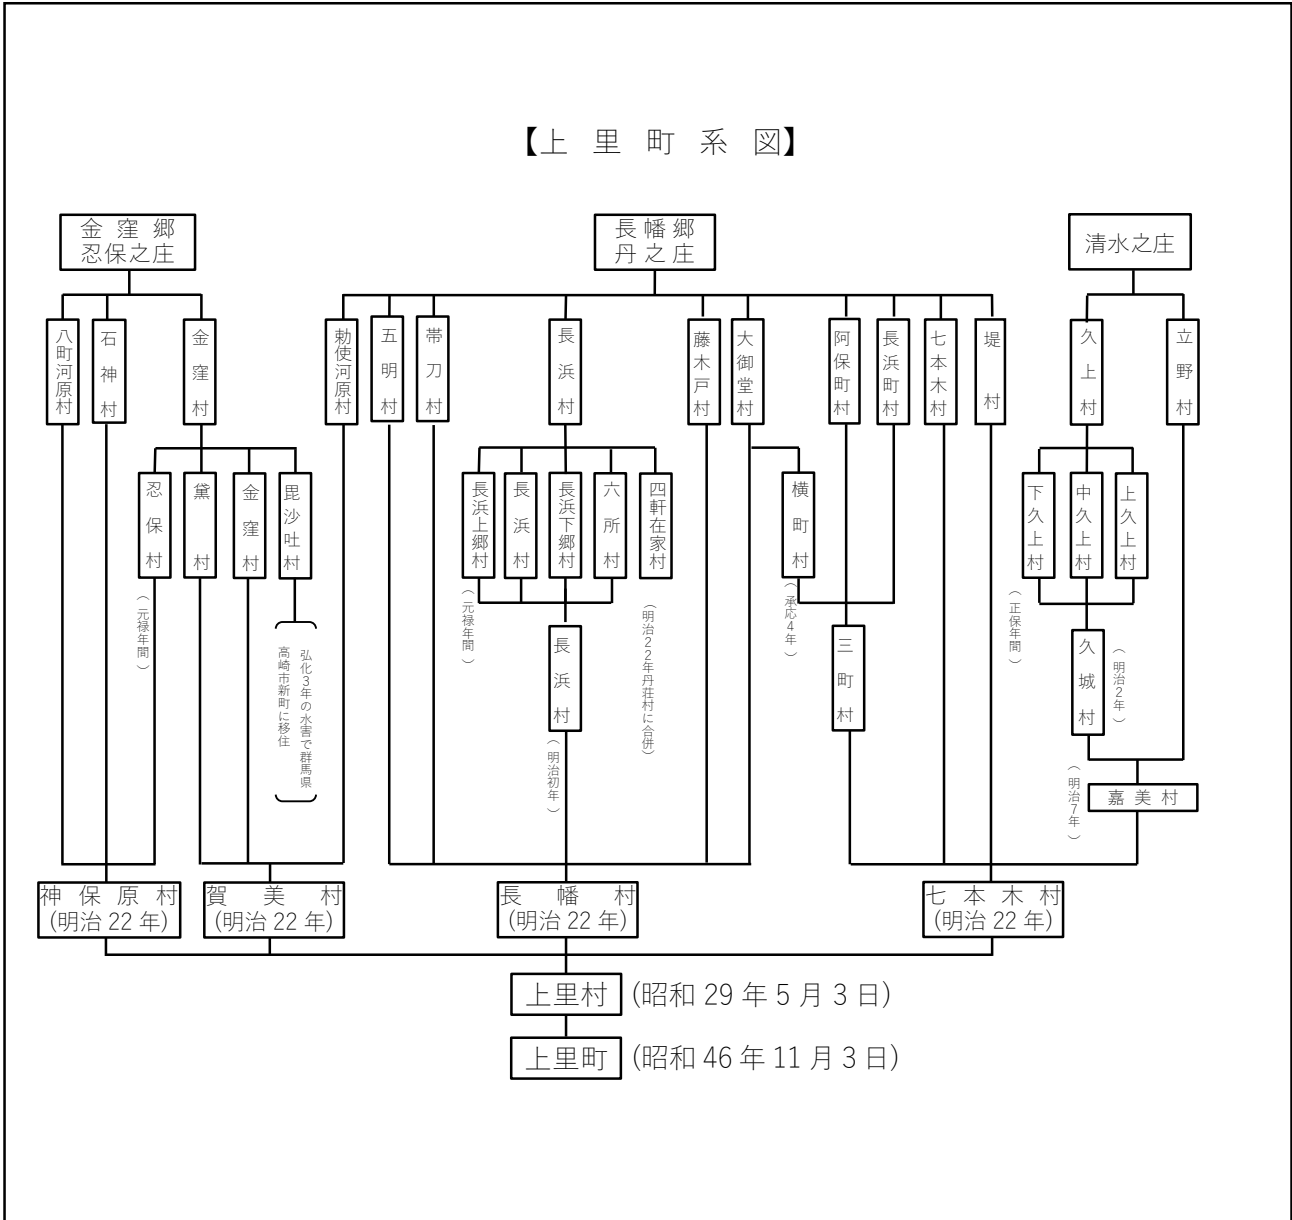 【上里町系図】
金窪郷
忍保之庄
長幡郷
丹之庄
清水之庄
八町河原村
石神村
金窪村
勅使河原村
五明村
帯刀村
長浜村
藤木戸村
大御堂村
阿保町村
長浜町村
七本木村
堤村
久上村
立野村
忍保村
黛村
金窪村
毘沙吐村
長浜上郷村
長浜村
長浜下郷村
六所村
四軒在家村
横町村
下久上村
中久上村
上久上村
(元禄年間)
弘化3年の水害で群馬県
高崎市新町に移住
(元禄年間)
長浜村
(明治初年)
(明治22年丹荘村に合併)
(承応4年)
三町村
(正保年間)
久城村
(明治2年)
(明治7年)
嘉美村
神保原村
(明治22年)
賀美村
(明治22年)
長幡村
(明治22年)
七本木村
(明治22年)
上里村 (昭和29年5月3日)
上里町 (昭和46年11月3日)